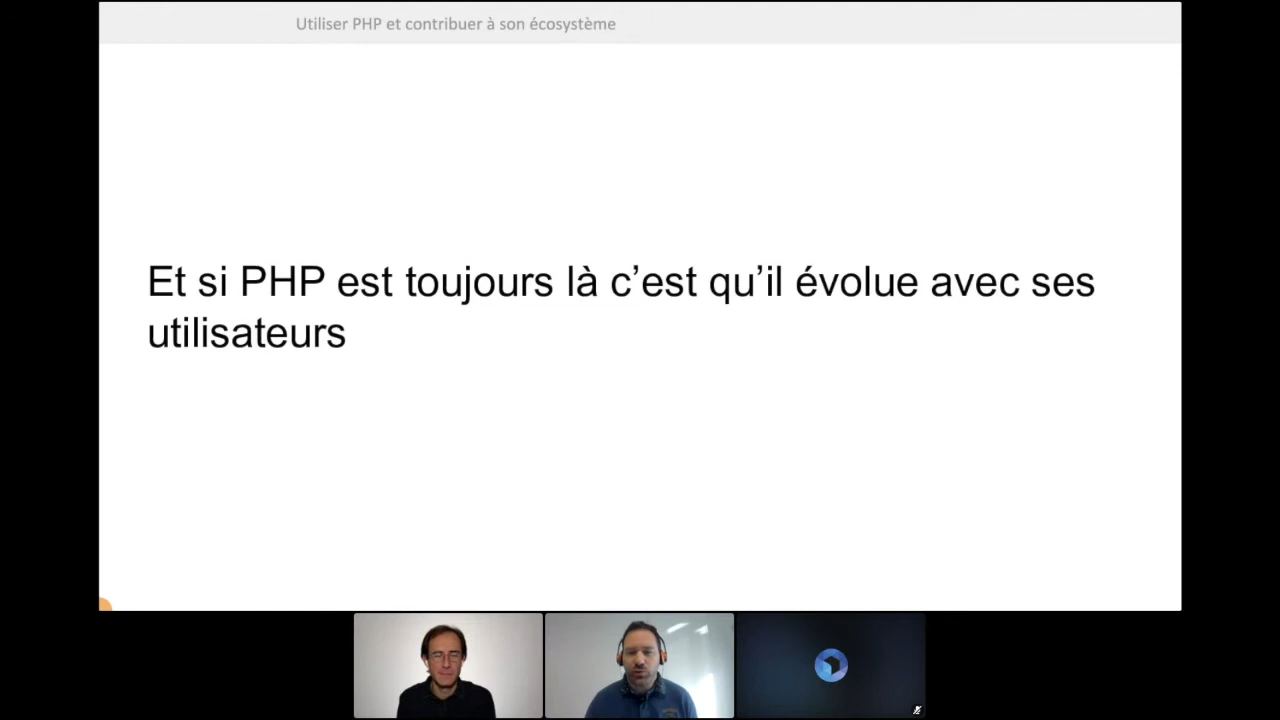 Utiliser PHP et contribuer à son écosystème
Et si PHP est toujours là c’est qu’il évolue avec ses
utilisateurs